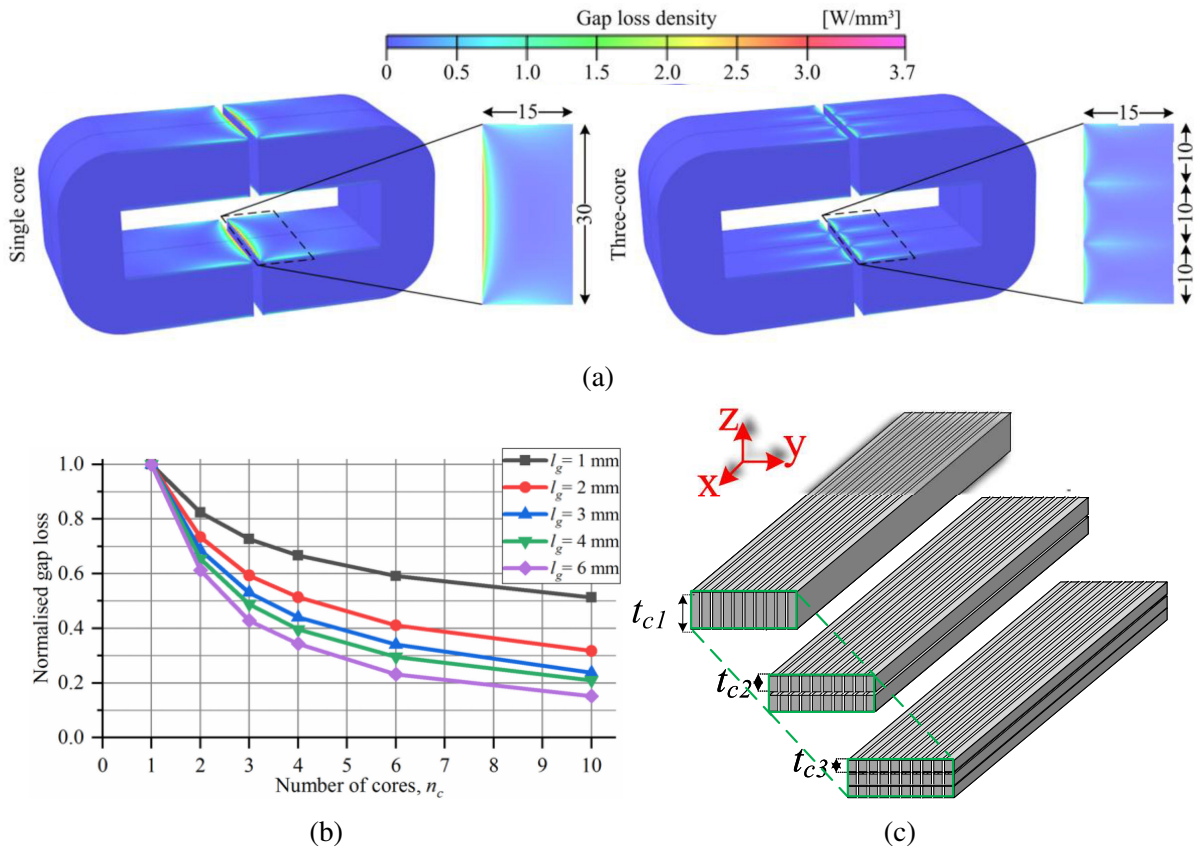 Gap loss density [W/mm³]
0 0.5 1.0 1.5 2.0 2.5 3.0 3.7
Single core
15
30
Three-core
15
10
10
10
(a)
Normalised gap loss
1.0
0.8
0.6
0.4
0.2
0.0
0 1 2 3 4 5 6 7 8 9 10
Number of cores, n_c
l_g = 1 mm
l_g = 2 mm
l_g = 3 mm
l_g = 4 mm
l_g = 6 mm
(b)
z
y
x
t_c1
t_c2
t_c3
(c)